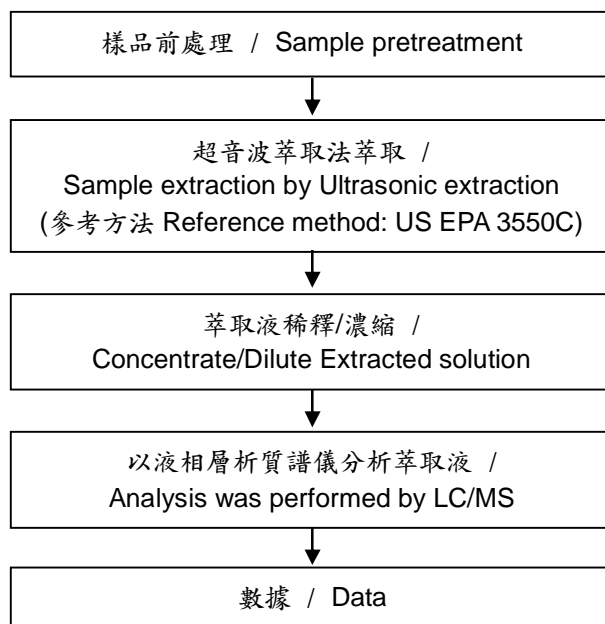 樣品前處理 / Sample pretreatment
超音波萃取法萃取 /
Sample extraction by Ultrasonic extraction
(參考方法 Reference method: US EPA 3550C)
萃取液稀釋/濃縮 /
Concentrate/Dilute Extracted solution
以液相層析質譜儀分析萃取液 /
Analysis was performed by LC/MS
數據 / Data